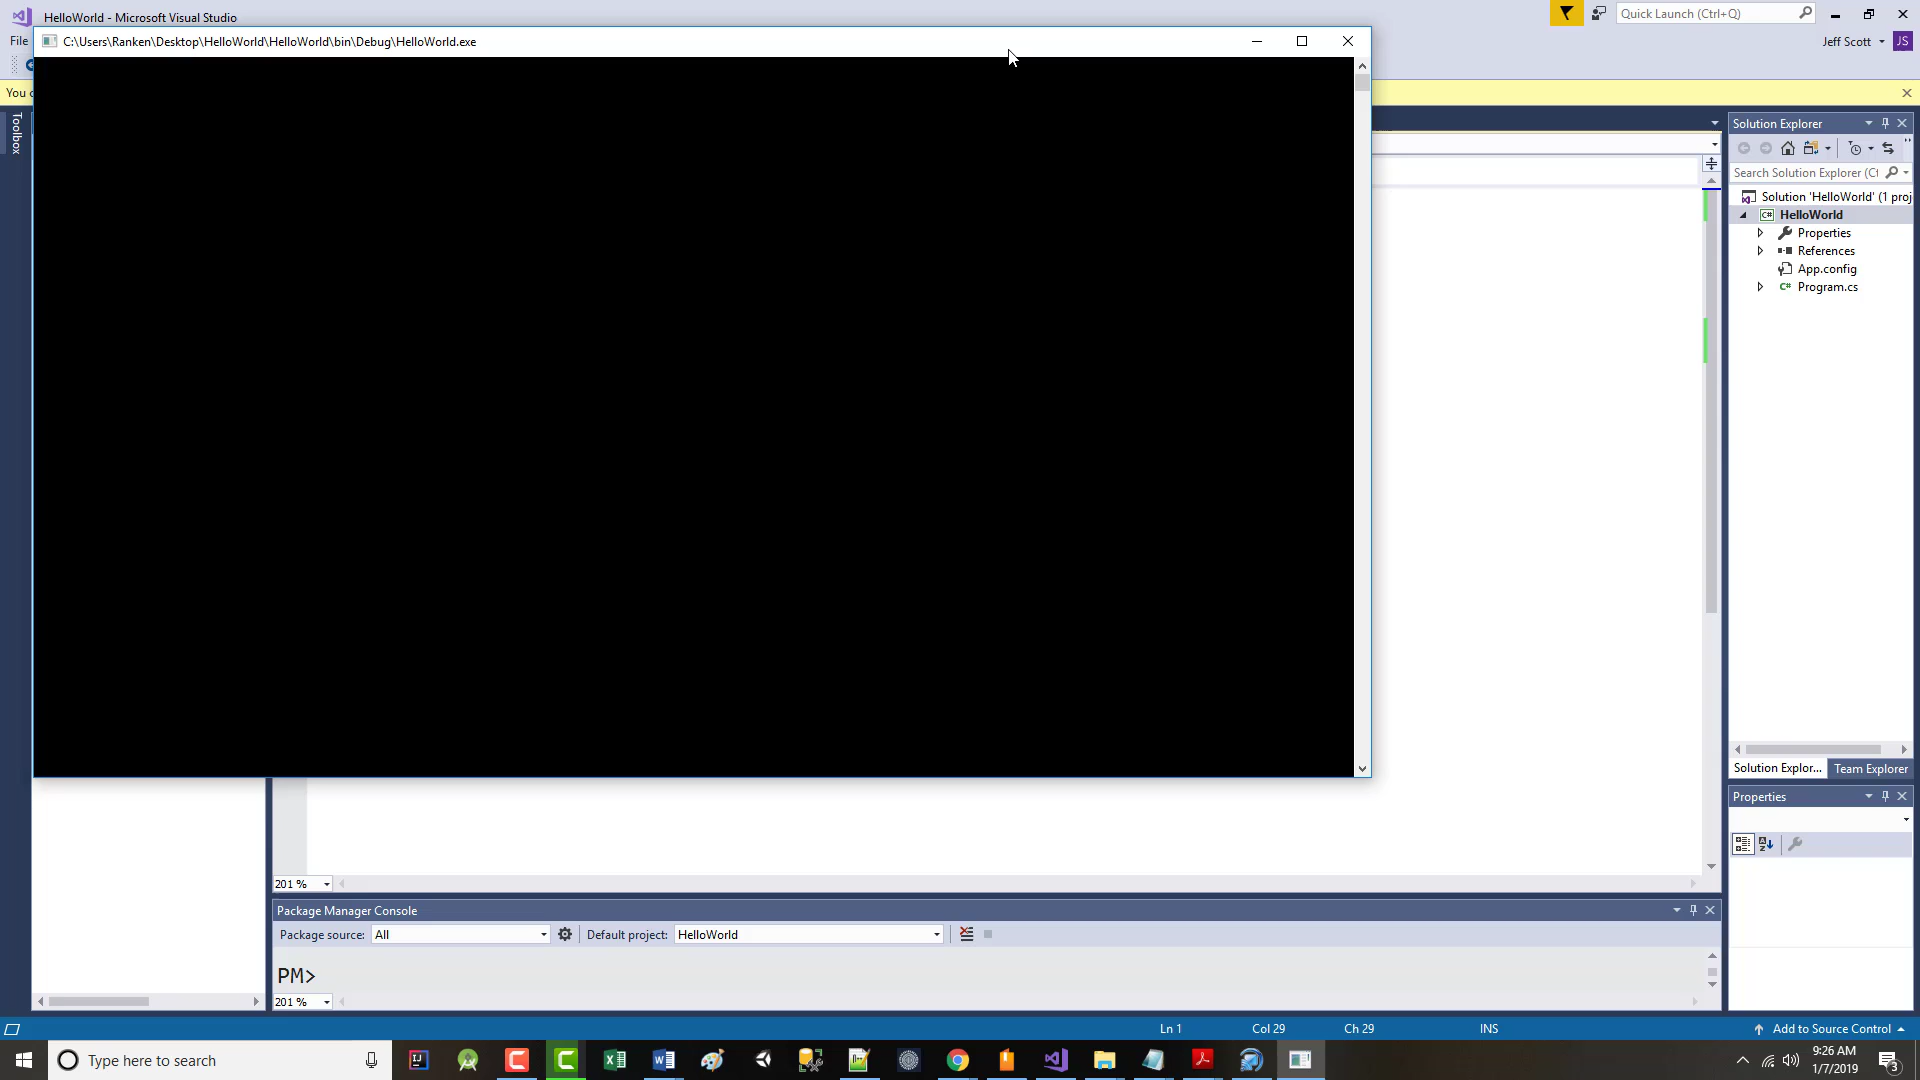 HelloWorld - Microsoft Visual Studio
Quick Launch (Ctrl+Q)
File
C:\Users\Ranken\Desktop\HelloWorld\HelloWorld\bin\Debug\HelloWorld.exe
Jeff Scott
JS
You
Toolbox
Solution Explorer
Search Solution Explorer (Ct
Solution 'HelloWorld' (1 proj
HelloWorld
Properties
References
App.config
C# Program.cs
Solution Explor...
Team Explorer
Properties
201 %
Package Manager Console
Package source: All
Default project: HelloWorld
PM>
201 %
Ln 1
Col 29
Ch 29
INS
Add to Source Control
Type here to search
9:26 AM
1/7/2019
3